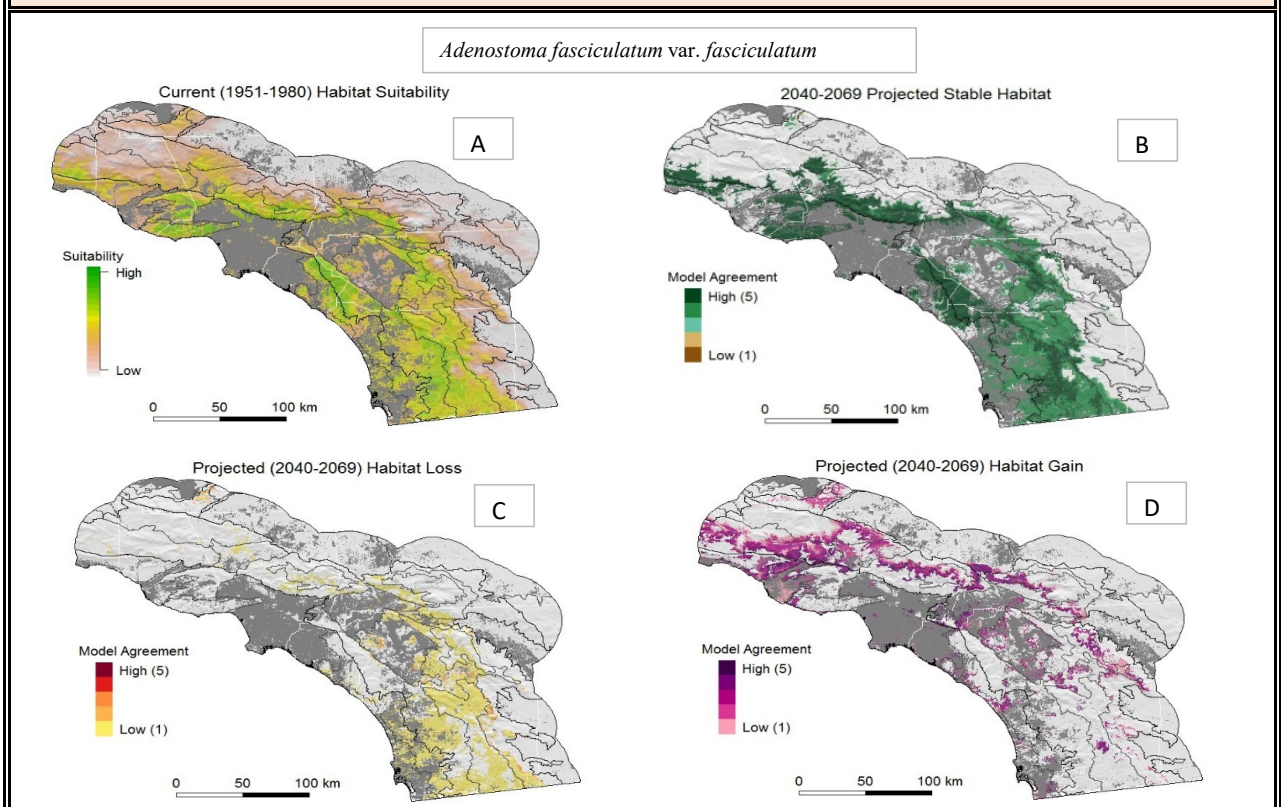 Adenostoma fasciculatum var. fasciculatum
Current (1951-1980) Habitat Suitability
A
Suitability
High
Low
0 50 100 km
2040-2069 Projected Stable Habitat
B
Model Agreement
High (5)
Low (1)
0 50 100 km
Projected (2040-2069) Habitat Loss
C
Model Agreement
High (5)
Low (1)
0 50 100 km
Projected (2040-2069) Habitat Gain
D
Model Agreement
High (5)
Low (1)
0 50 100 km